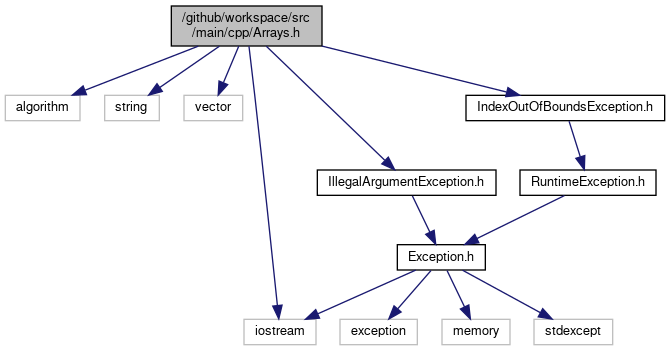 /github/workspace/src
/main/cpp/Arrays.h
algorithm
string
vector
IndexOutOfBoundsException.h
IllegalArgumentException.h
RuntimeException.h
Exception.h
iostream
exception
memory
stdexcept